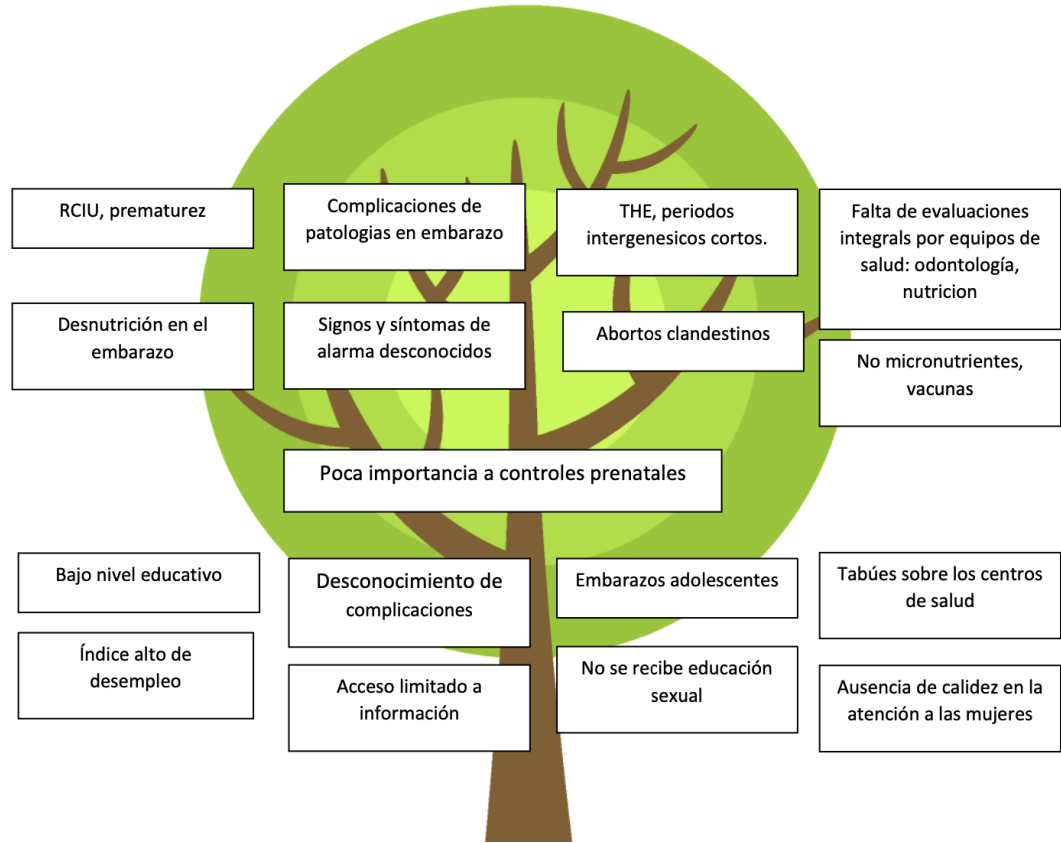 RCIU, prematurez
Complicaciones de
patologias en embarazo
THE, periodos
intergenesicos cortos.
Falta de evaluaciones
integrals por equipos de
salud: odontología,
nutricion
Desnutrición en el
embarazo
Signos y síntomas de
alarma desconocidos
Abortos clandestinos
No micronutrientes,
vacunas
Poca importancia a controles prenatales
Bajo nivel educativo
Desconocimiento de
complicaciones
Embarazos adolescentes
Tabúes sobre los centros
de salud
Índice alto de
desempleo
Acceso limitado a
información
No se recibe educación
sexual
Ausencia de calidez en la
atención a las mujeres